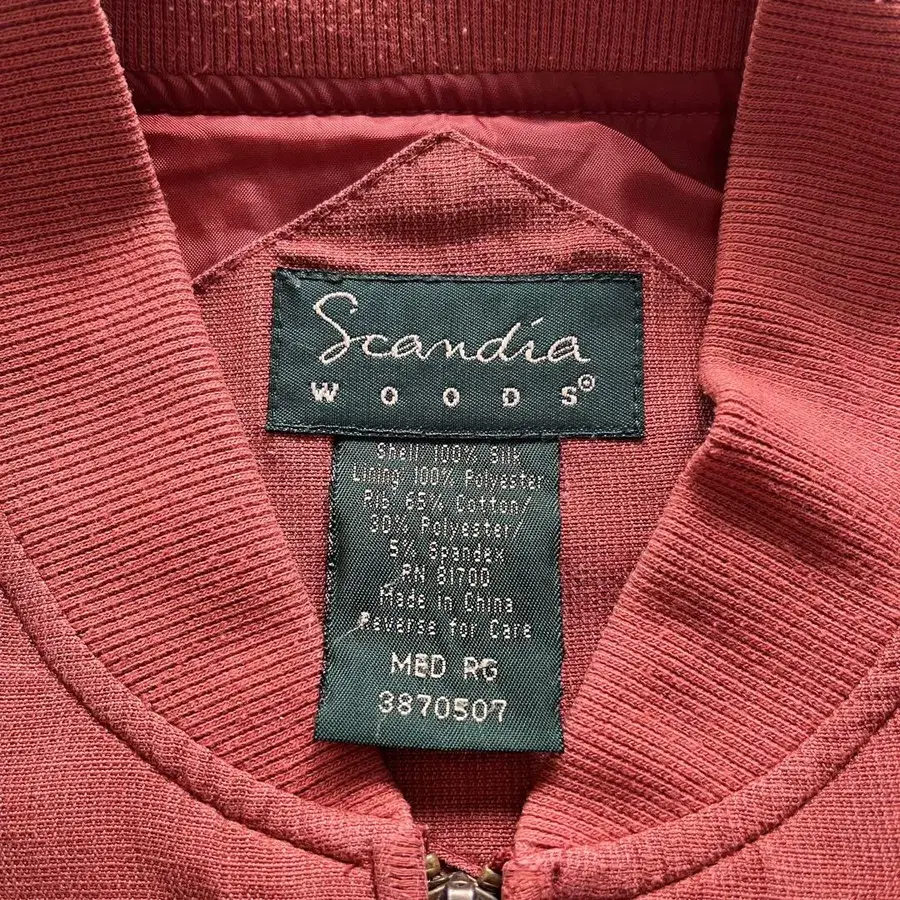 Scandia
WOODS®
Shell 100% Silk
Lining 100% Polyester
Rib 65% Cotton/
30% Polyester/
5% Spandex
RN 81700
Made in China
Reverse for Care
MED RG
3870507